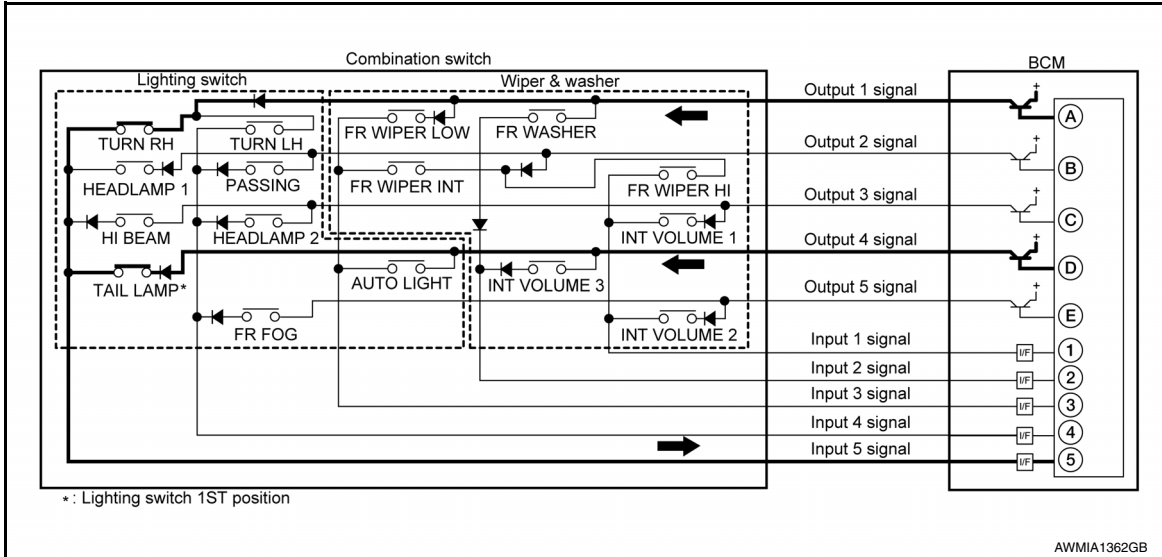 Combination switch
BCM
Lighting switch
Wiper & washer
Output 1 signal
A
TURN RH
TURN LH
FR WIPER LOW
FR WASHER
Output 2 signal
B
HEADLAMP 1
PASSING
FR WIPER INT
FR WIPER HI
Output 3 signal
C
HI BEAM
HEADLAMP 2
INT VOLUME 1
Output 4 signal
D
TAIL LAMP*
AUTO LIGHT
INT VOLUME 3
Output 5 signal
E
FR FOG
INT VOLUME 2
Input 1 signal
I/F
1
Input 2 signal
I/F
2
Input 3 signal
I/F
3
Input 4 signal
I/F
4
Input 5 signal
I/F
5
* : Lighting switch 1ST position
AWMIA1362GB